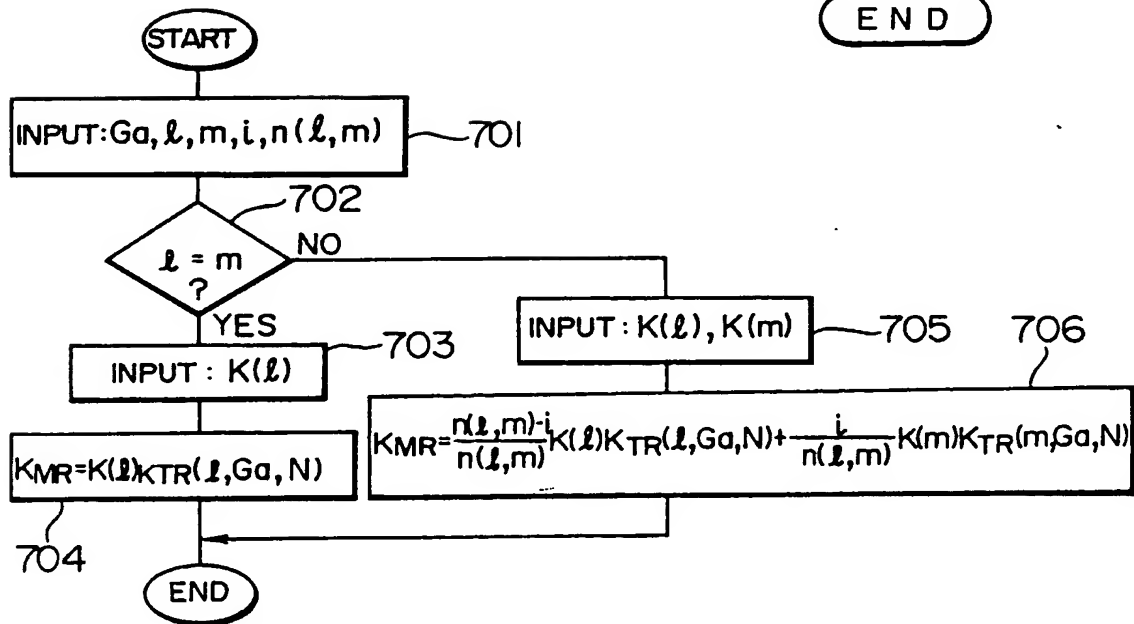 END
START
INPUT:Ga, ℓ, m, i, n(ℓ, m)
701
702
ℓ = m
?
NO
YES
INPUT : K(ℓ), K(m)
705
706
703
INPUT : K(ℓ)
KMR=K(ℓ)KTR(ℓ,Ga,N)
KMR=n(ℓ,m)-i/n(ℓ,m)K(ℓ)KTR(ℓ,Ga,N)+i/n(ℓ,m)K(m)KTR(m,Ga,N)
704
END